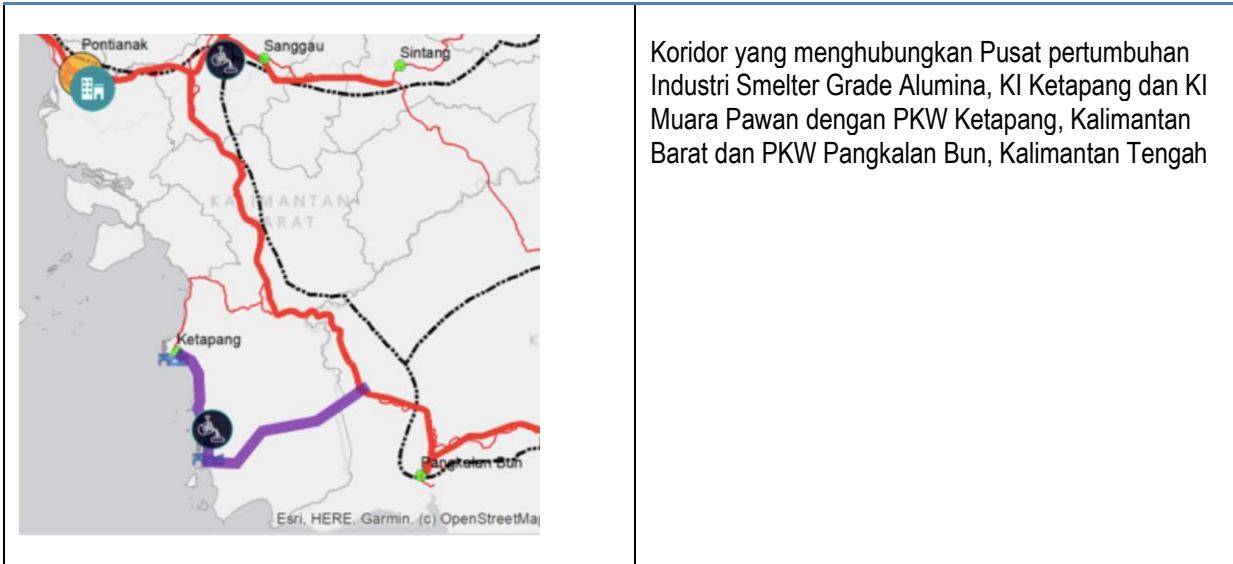 Pontianak
Sanggau
Sintang
KALIMANTAN
BARAT
Ketapang
Pangkalan Bun
Esri, HERE, Garmin, (c) OpenStreetMa
Koridor yang menghubungkan Pusat pertumbuhan
Industri Smelter Grade Alumina, KI Ketapang dan KI
Muara Pawan dengan PKW Ketapang, Kalimantan
Barat dan PKW Pangkalan Bun, Kalimantan Tengah